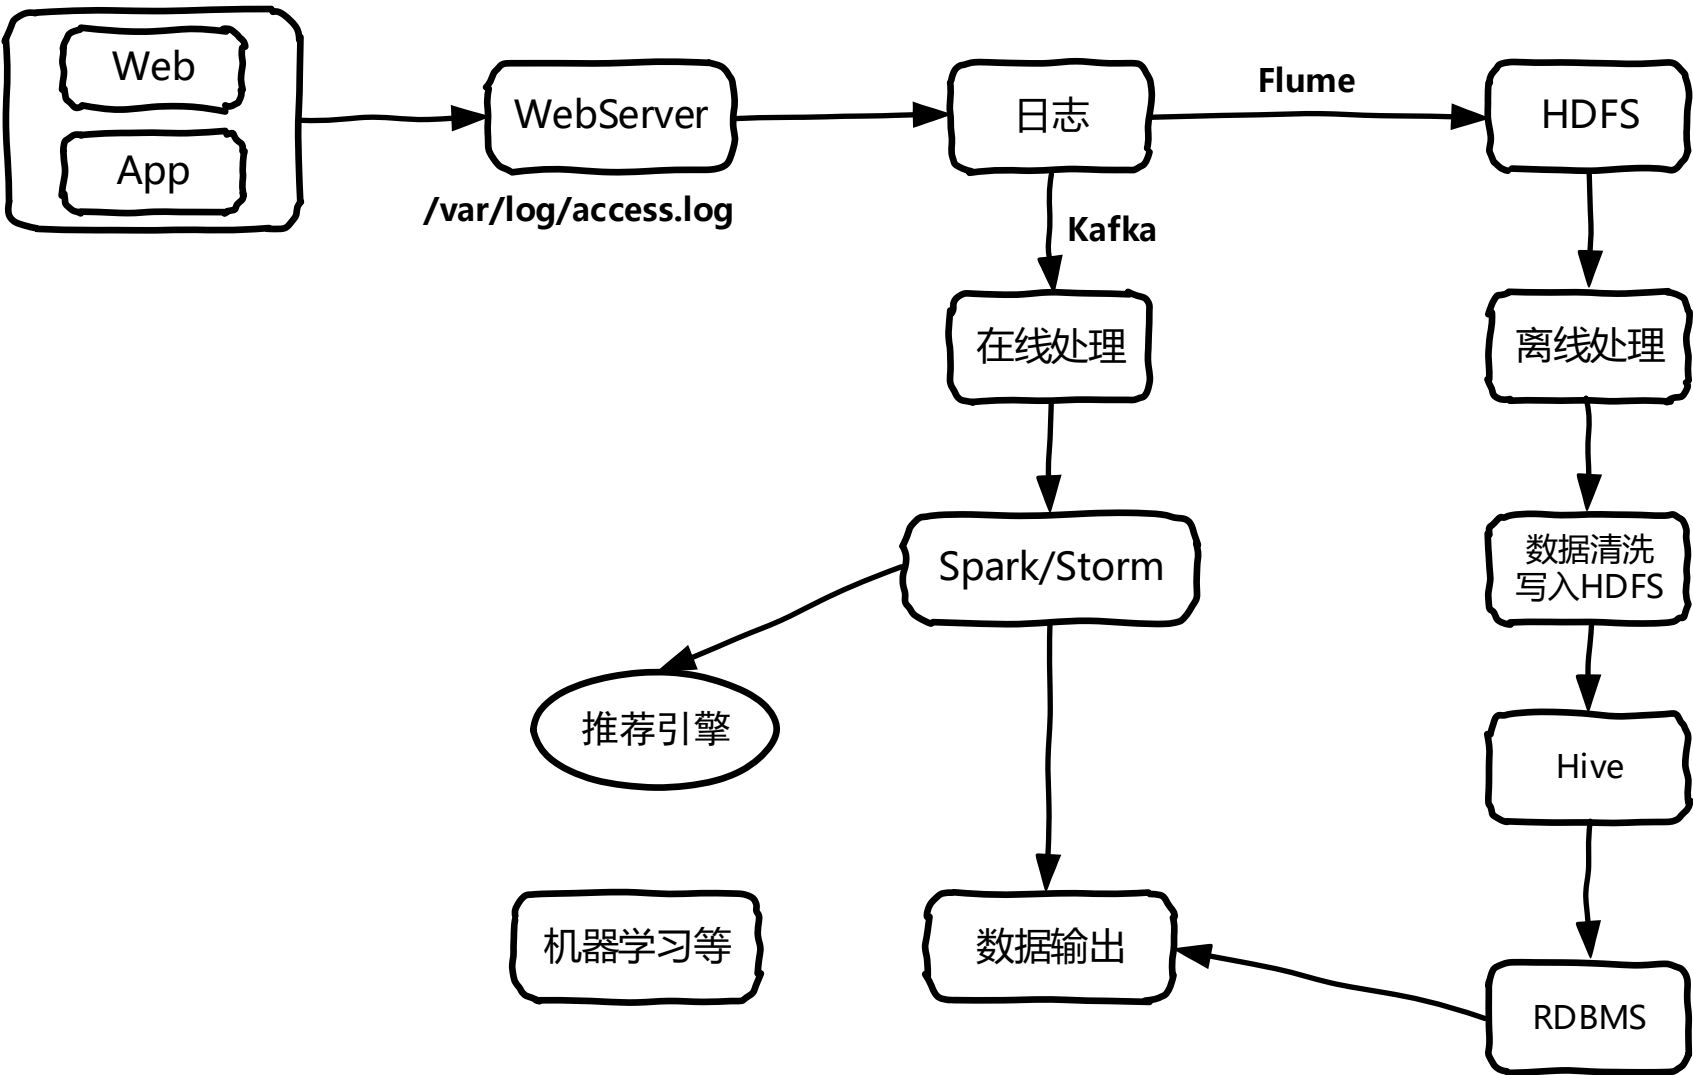 Web
App
WebServer
/var/log/access.log
日志
Flume
HDFS
Kafka
在线处理
离线处理
Spark/Storm
数据清洗
写入HDFS
推荐引擎
Hive
机器学习等
数据输出
RDBMS